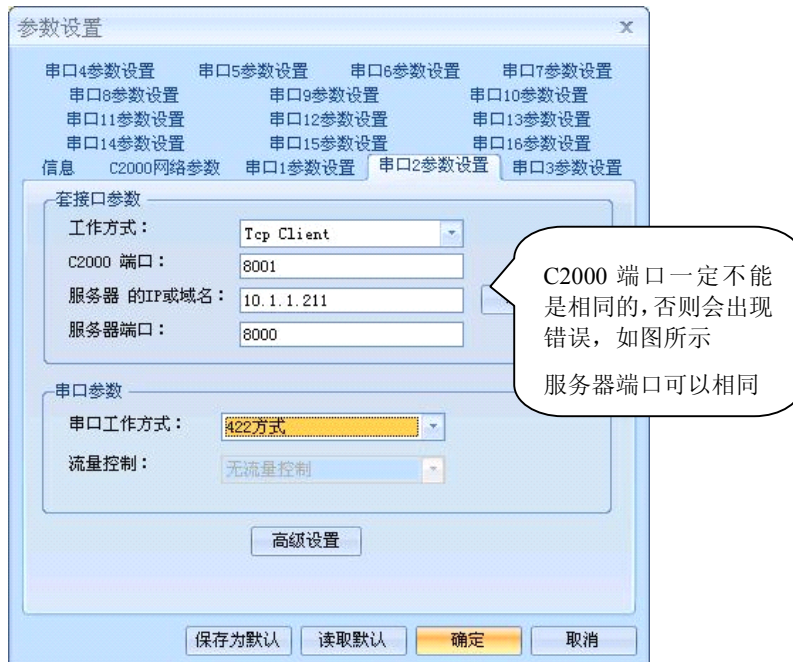 参数设置
串口4参数设置 串口5参数设置 串口6参数设置 串口7参数设置
串口8参数设置 串口9参数设置 串口10参数设置
串口11参数设置 串口12参数设置 串口13参数设置
串口14参数设置 串口15参数设置 串口16参数设置
信息 C2000网络参数 串口1参数设置 串口2参数设置 串口3参数设置
套接口参数
工作方式： Tcp Client
C2000 端口： 8001
服务器 的IP或域名： 10.1.1.211
服务器端口： 8000
C2000 端口一定不能
是相同的，否则会出现
错误，如图所示
服务器端口可以相同
串口参数
串口工作方式： 422方式
流量控制： 无流量控制
高级设置
保存为默认 读取默认 确定 取消